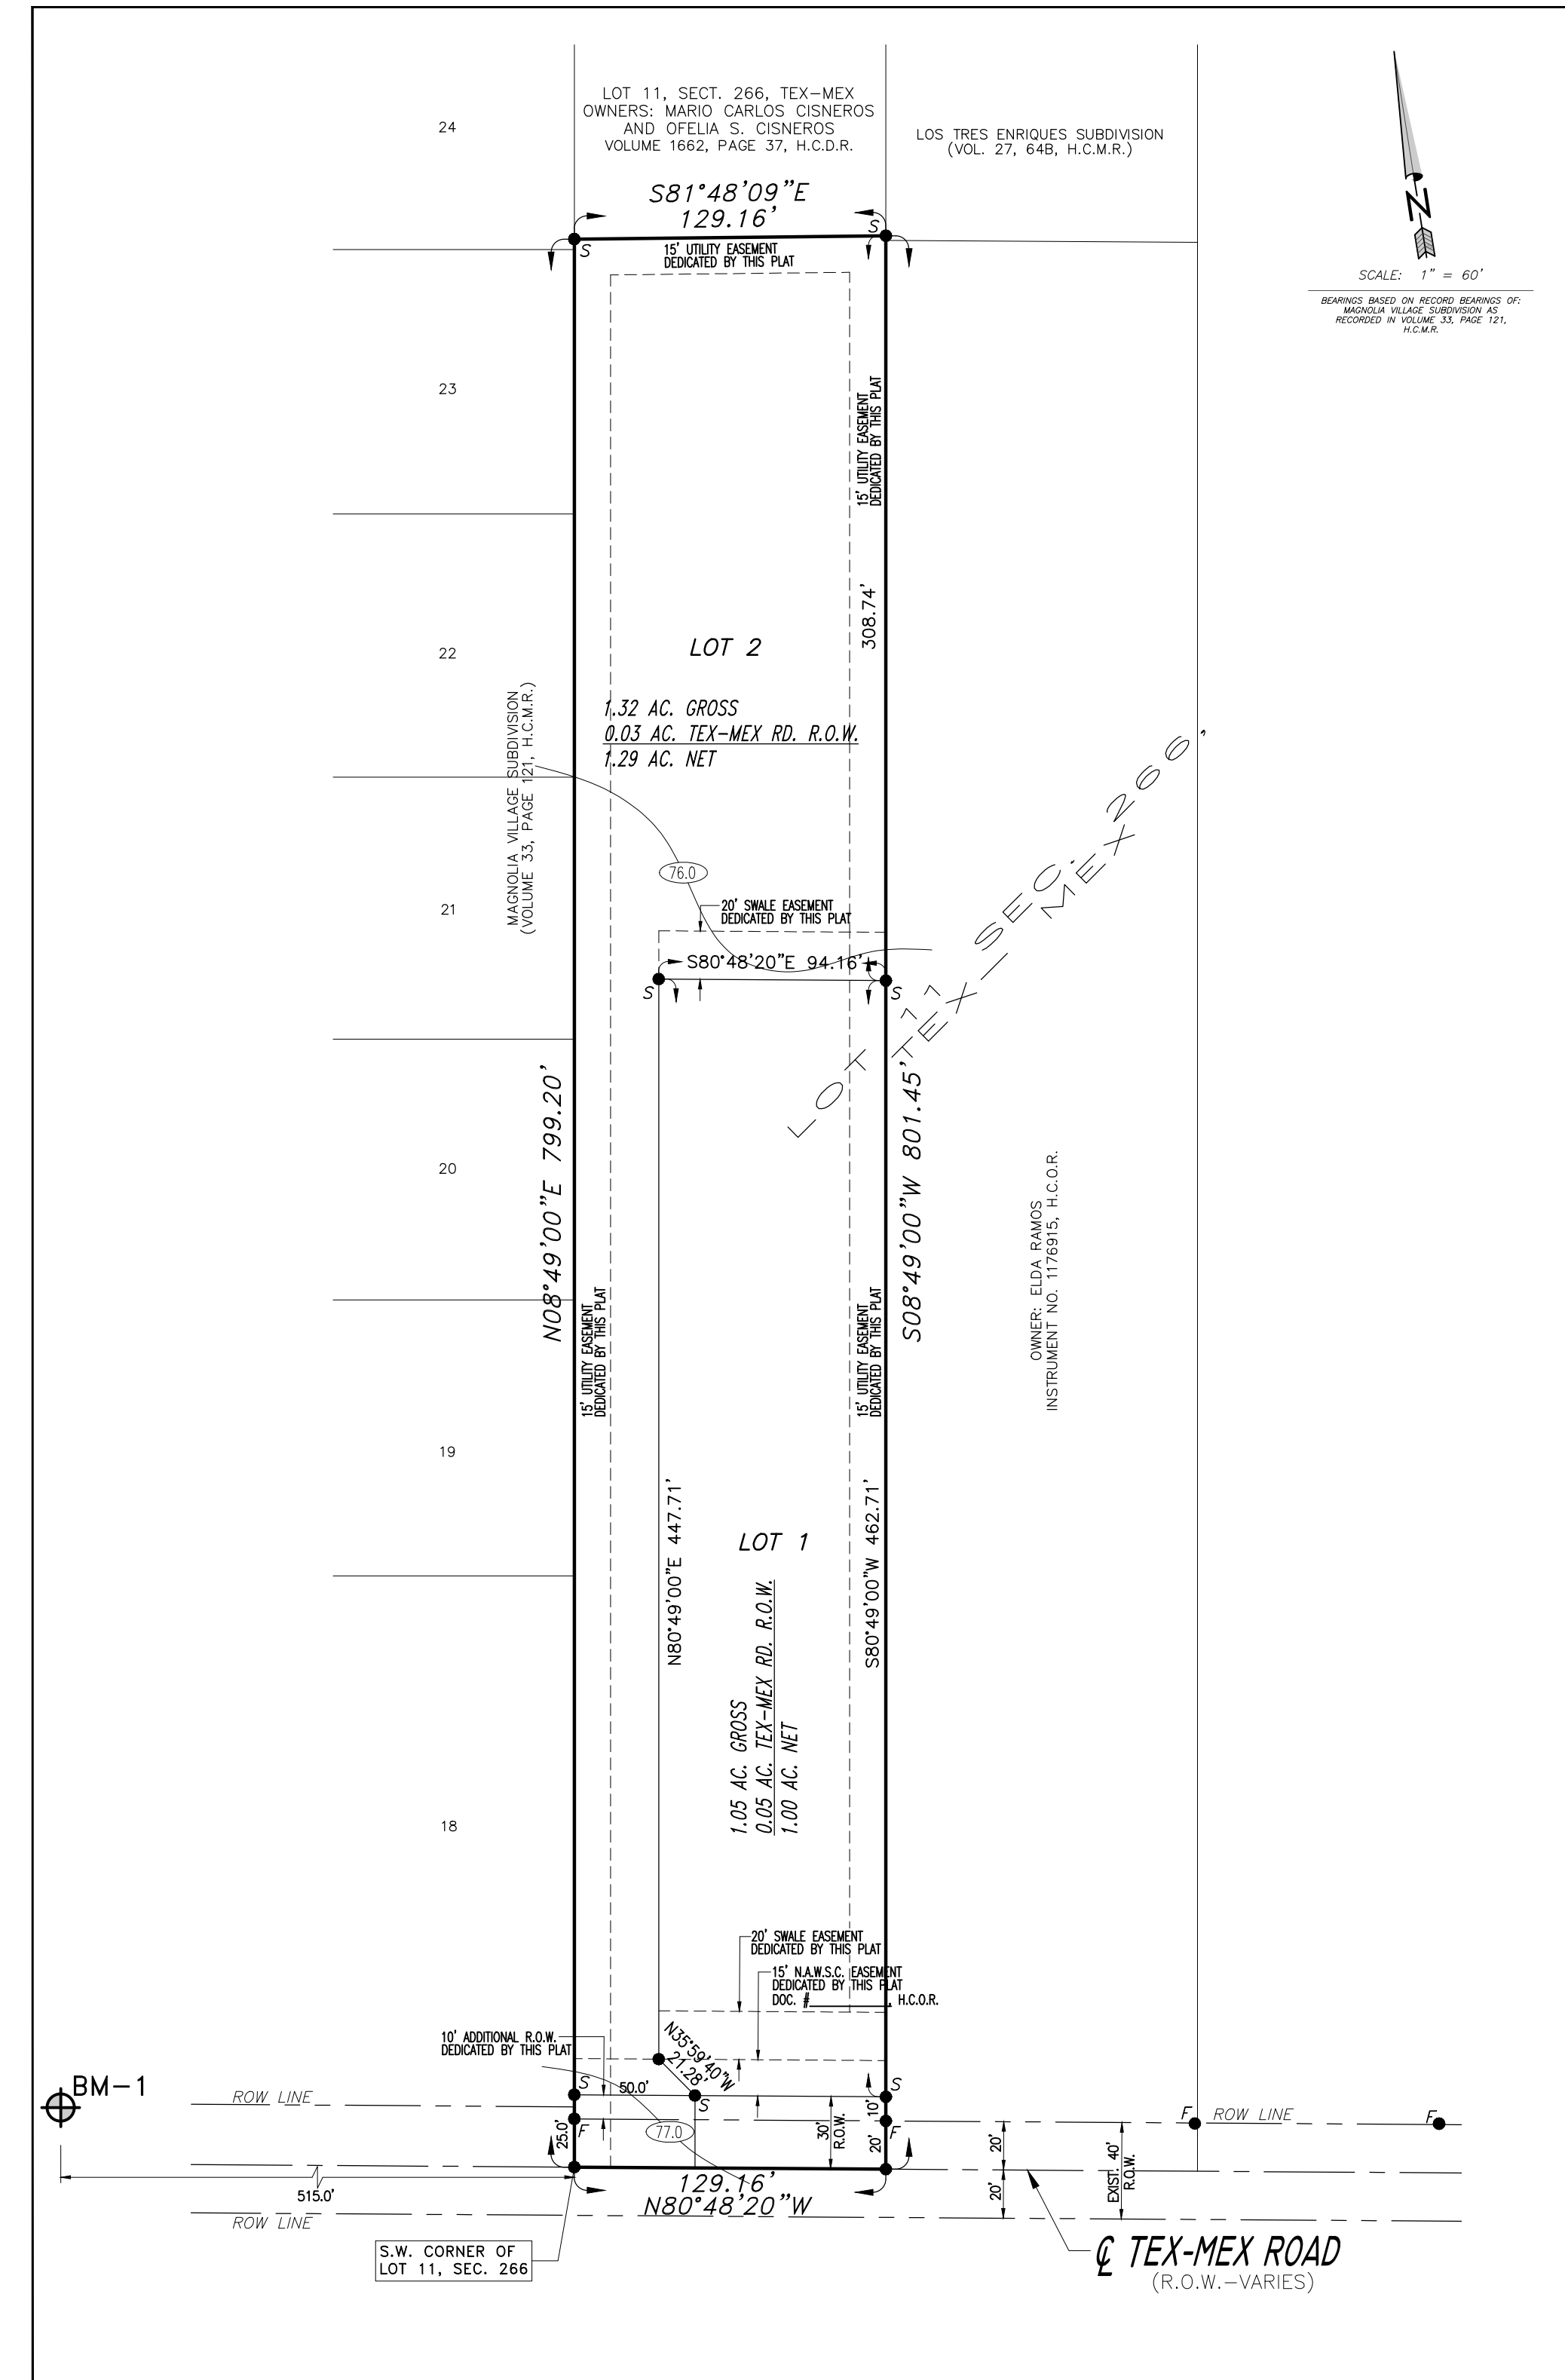 LOT 11, SECT. 266, TEX-MEX
OWNERS: MARIO CARLOS CISNEROS
AND OFELIA S. CISNEROS
VOLUME 1662, PAGE 37, H.C.D.R.
LOS TRES ENRIQUES SUBDIVISION
(VOL. 27, 64B, H.C.M.R.)
24
N
SCALE: 1" = 60'
BEARINGS BASED ON RECORD BEARINGS OF:
MAGNOLIA VILLAGE SUBDIVISION AS
RECORDED IN VOLUME 33, PAGE 121,
H.C.M.R.
S81°48'09"E
129.16'
S
S
15' UTILITY EASEMENT
DEDICATED BY THIS PLAT
23
15' UTILITY EASEMENT
DEDICATED BY THIS PLAT
308.74'
22
LOT 2
1.32 AC. GROSS
0.03 AC. TEX-MEX RD. R.O.W.
1.29 AC. NET
MAGNOLIA VILLAGE SUBDIVISION
(VOLUME 33, PAGE 121, H.C.M.R.)
76.0
21
20' SWALE EASEMENT
DEDICATED BY THIS PLAT
S80°48'20"E 94.16'
S
S
LOT 11 SEC. 266,
TEX-MEX
N08°49'00"E 799.20'
S08°49'00"W 801.45'
20
OWNER: ELDA RAMOS
INSTRUMENT NO. 1176915, H.C.O.R.
15' UTILITY EASEMENT
DEDICATED BY THIS PLAT
15' UTILITY EASEMENT
DEDICATED BY THIS PLAT
19
N80°49'00"E 447.71'
S80°49'00"W 462.71'
LOT 1
1.05 AC. GROSS
0.05 AC. TEX-MEX RD. R.O.W.
1.00 AC. NET
18
20' SWALE EASEMENT
DEDICATED BY THIS PLAT
15' N.A.W.S.C. EASEMENT
DEDICATED BY THIS PLAT
DOC. #____________, H.C.O.R.
10' ADDITIONAL R.O.W.
DEDICATED BY THIS PLAT
N35°59'40"W
21.28'
BM-1
ROW LINE
S
50.0'
S
S
10'
F
ROW LINE
F
25.0'
F
77.0
30'
R.O.W.
20'
F
20'
20'
EXIST. 40'
R.O.W.
515.0'
129.16'
N80°48'20"W
ROW LINE
S.W. CORNER OF
LOT 11, SEC. 266
℄ TEX-MEX ROAD
(R.O.W.-VARIES)